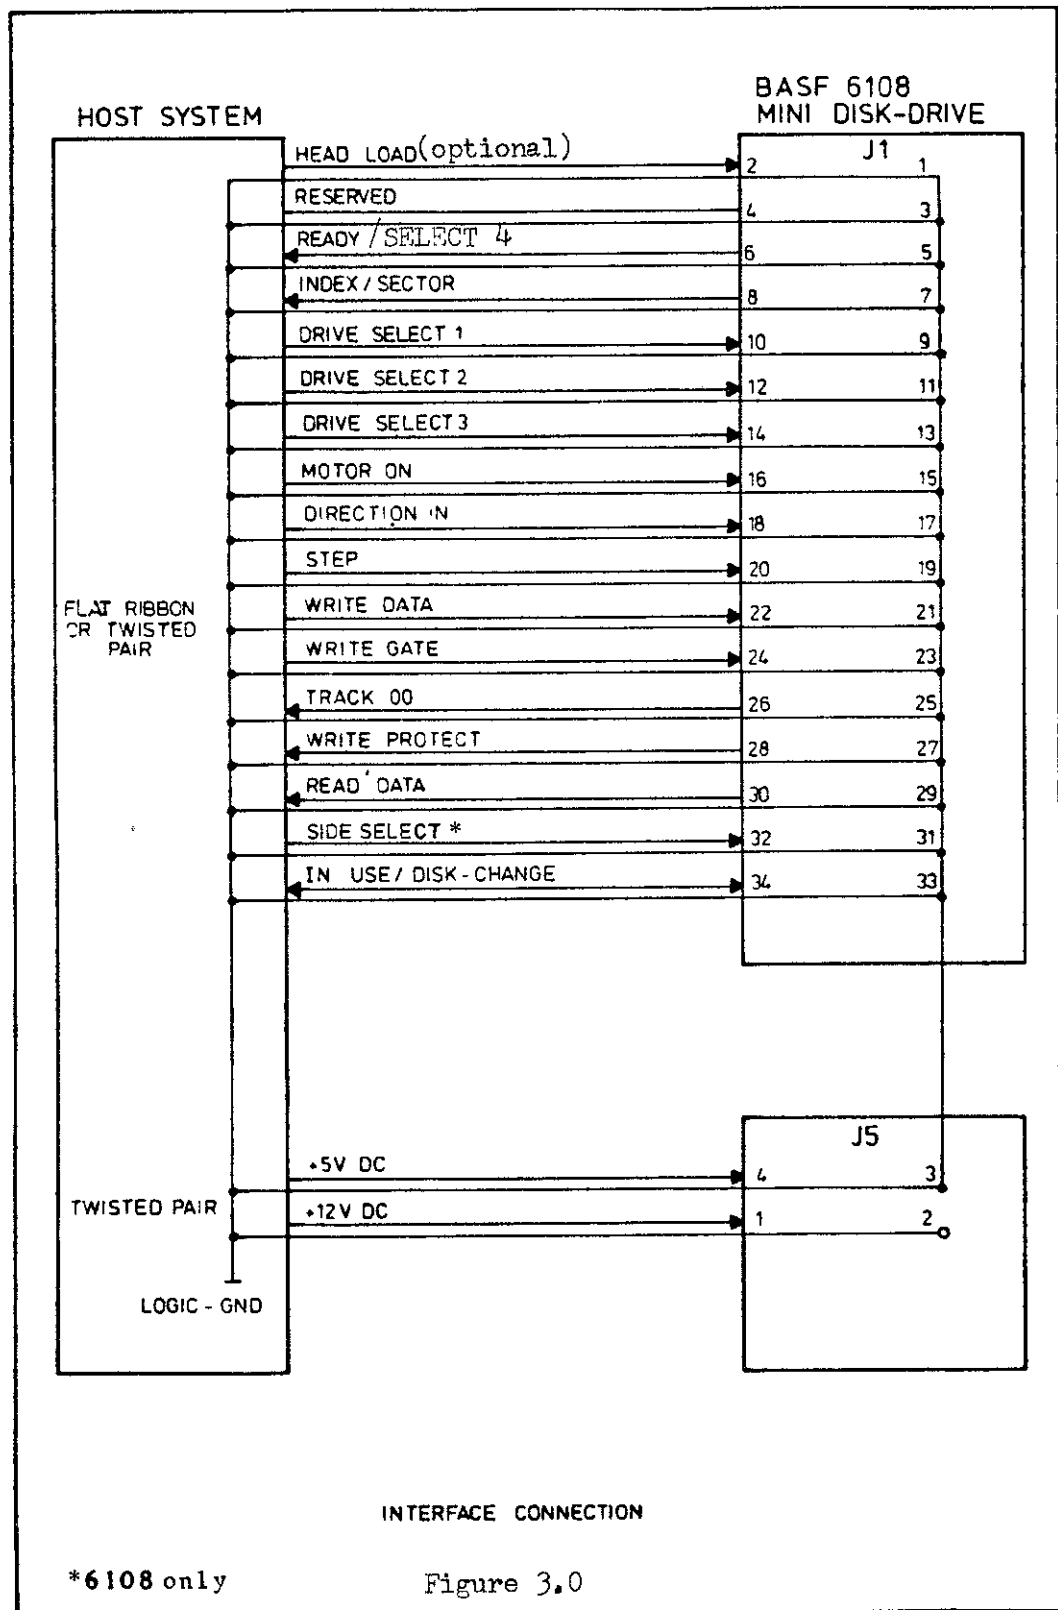 HOST SYSTEM
BASF 6108
MINI DISK-DRIVE
J1
HEAD LOAD(optional) 2 1
RESERVED 4 3
READY /SELECT 4 6 5
INDEX / SECTOR 8 7
DRIVE SELECT 1 10 9
DRIVE SELECT 2 12 11
DRIVE SELECT 3 14 13
MOTOR ON 16 15
DIRECTION IN 18 17
STEP 20 19
WRITE DATA 22 21
WRITE GATE 24 23
TRACK 00 26 25
WRITE PROTECT 28 27
READ DATA 30 29
SIDE SELECT * 32 31
IN USE / DISK-CHANGE 34 33
FLAT RIBBON
OR TWISTED
PAIR
J5
+5V DC 4 3
TWISTED PAIR
+12V DC 1 2
LOGIC - GND
INTERFACE CONNECTION
*6108 only
Figure 3.0